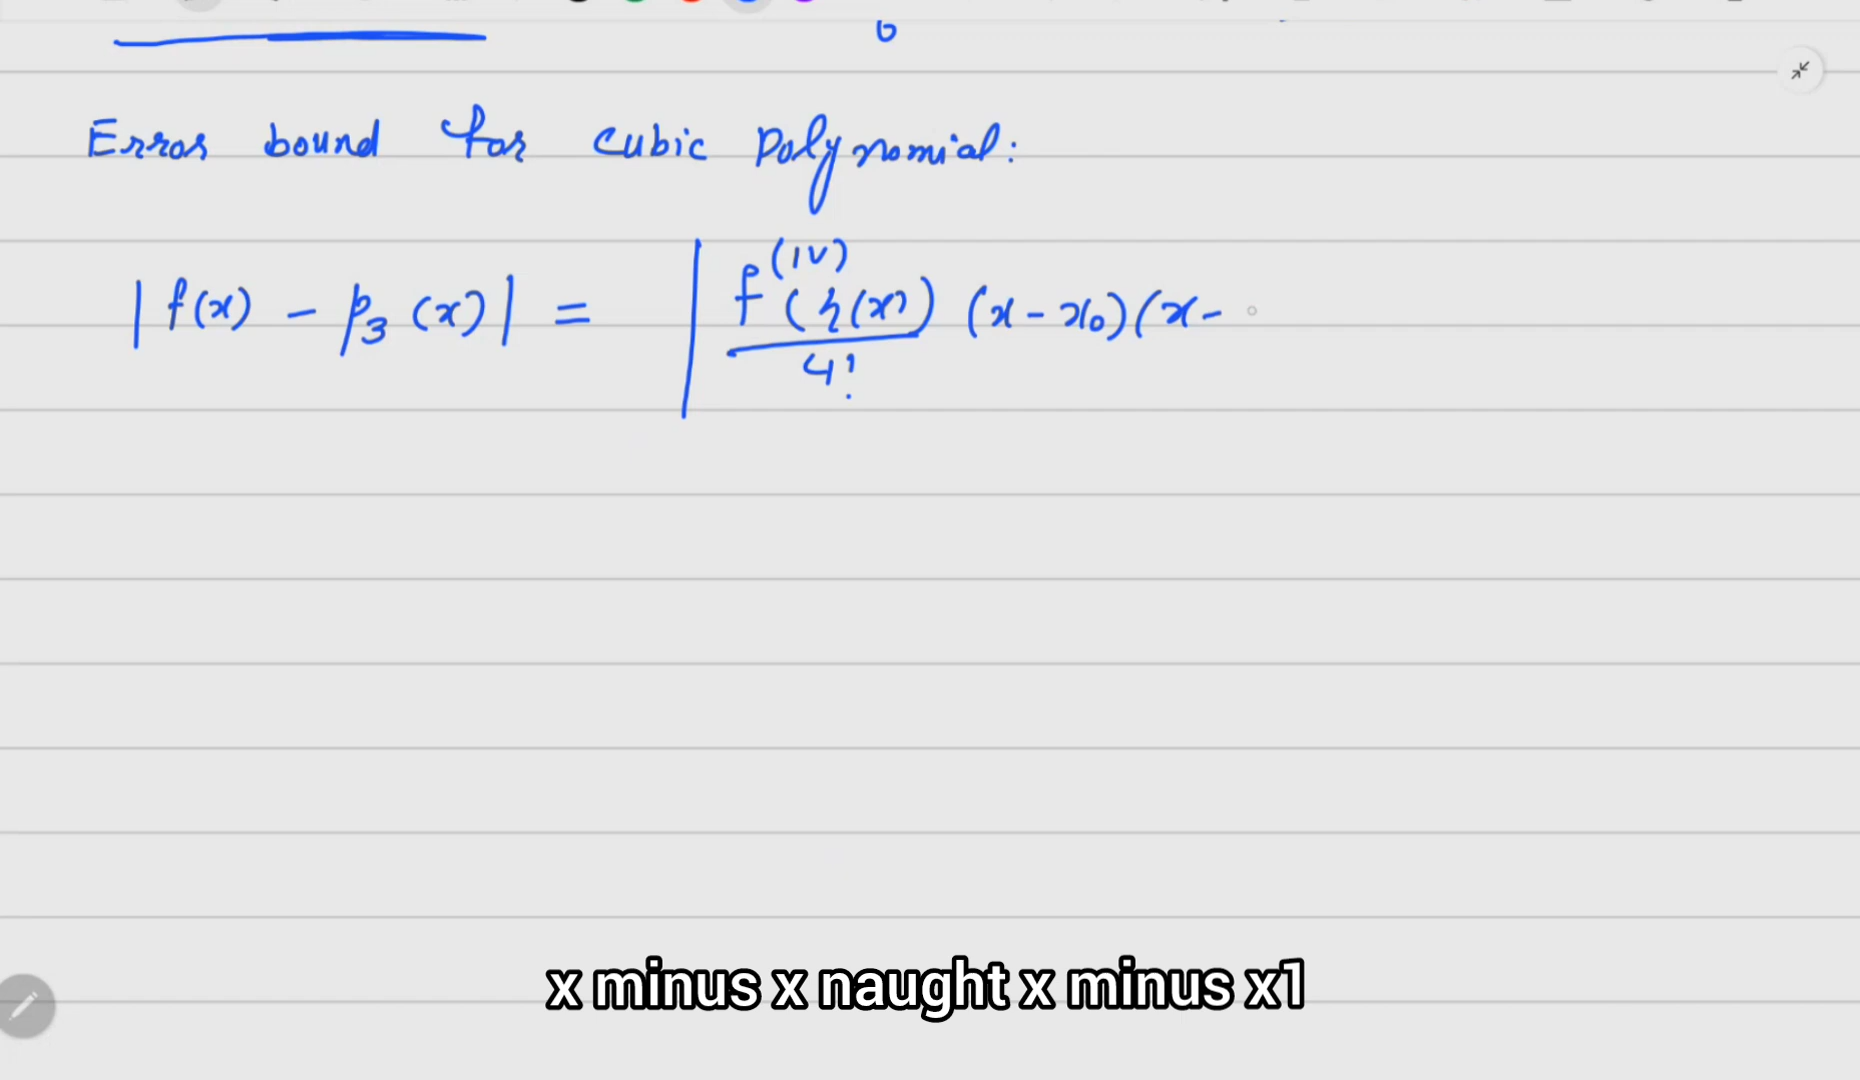 Error bound for cubic Polynomial:
|f(x) - p₃(x)| = | f^(IV)(ξ(x))/4! (x - x₀)(x -
x minus x naught x minus x1